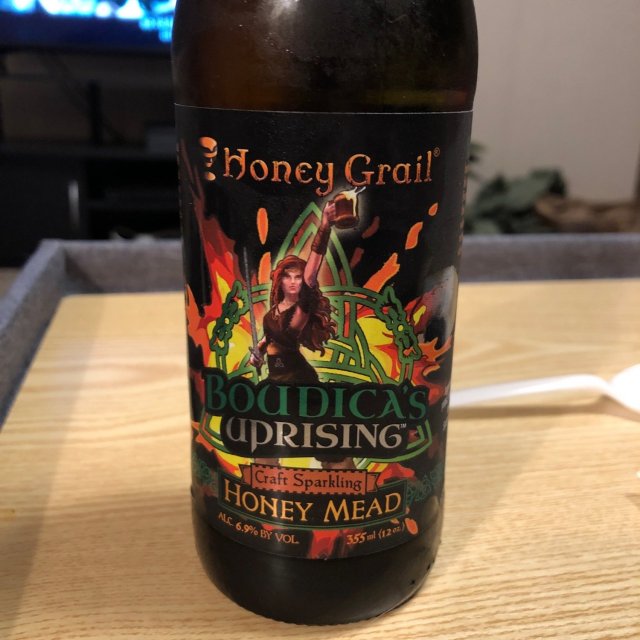 Honey Grail®
BOUDICA'S
UPRISING™
Craft Sparkling
HONEY MEAD
ALC 6.9% BY VOL 355 ml (12 oz.)